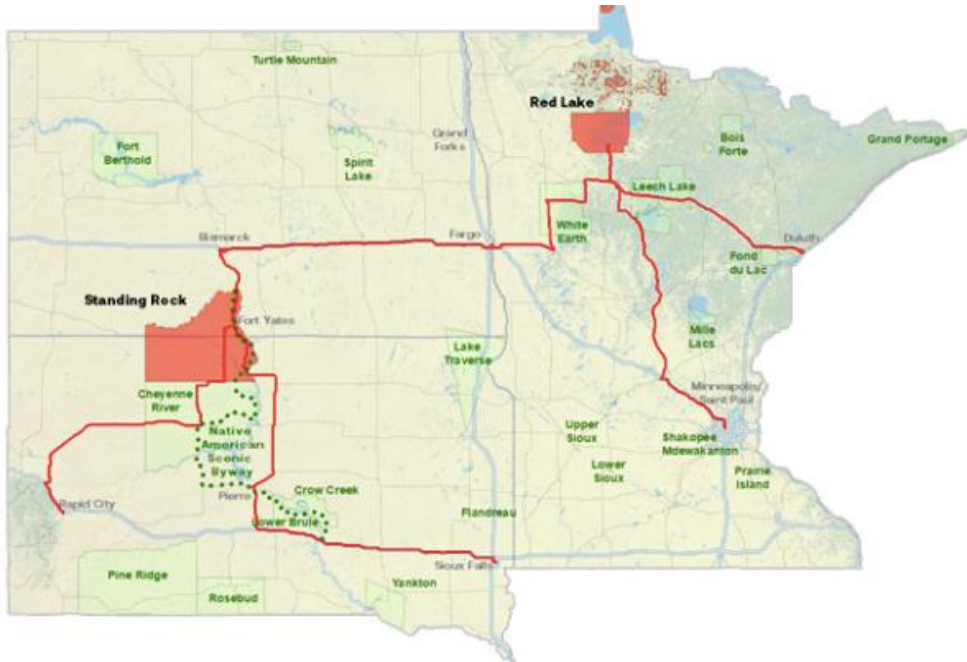 Turtle Mountain
Red Lake
Grand
Forks
Bois
Forte
Grand Portage
Fort
Berthold
Spirit
Lake
Leech Lake
White
Earth
Bismarck
Fargo
Duluth
Fond
du Lac
Standing Rock
Fort Yates
Mille
Lacs
Lake
Traverse
Cheyenne
River
Minneapolis/
Saint Paul
Native
American
Scenic
Byway
Upper
Sioux
Shakopee
Mdewakanton
Lower
Sioux
Prairie
Island
Rapid City
Pierre
Crow Creek
Lower Brule
Flandreau
Sioux Falls
Pine Ridge
Rosebud
Yankton